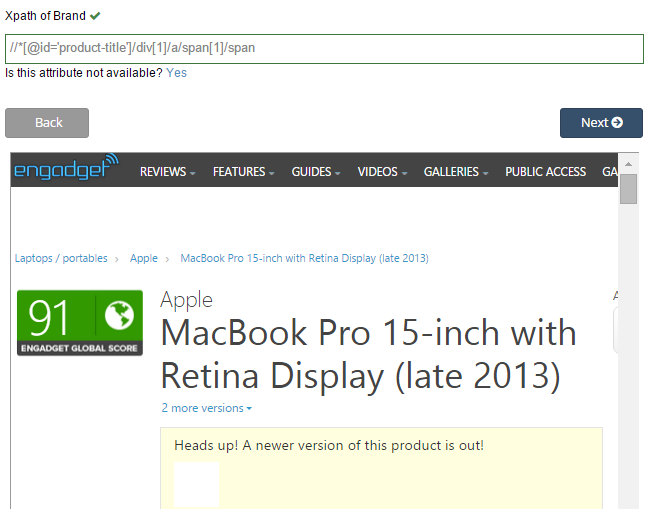 Xpath of Brand
//*[@id='product-title']/div[1]/a/span[1]/span
Is this attribute not available? Yes
Back
Next
engadget
REVIEWS FEATURES GUIDES VIDEOS GALLERIES PUBLIC ACCESS GA
Laptops / portables › Apple › MacBook Pro 15-inch with Retina Display (late 2013)
91
ENGADGET GLOBAL SCORE
Apple
MacBook Pro 15-inch with
Retina Display (late 2013)
2 more versions
Heads up! A newer version of this product is out!